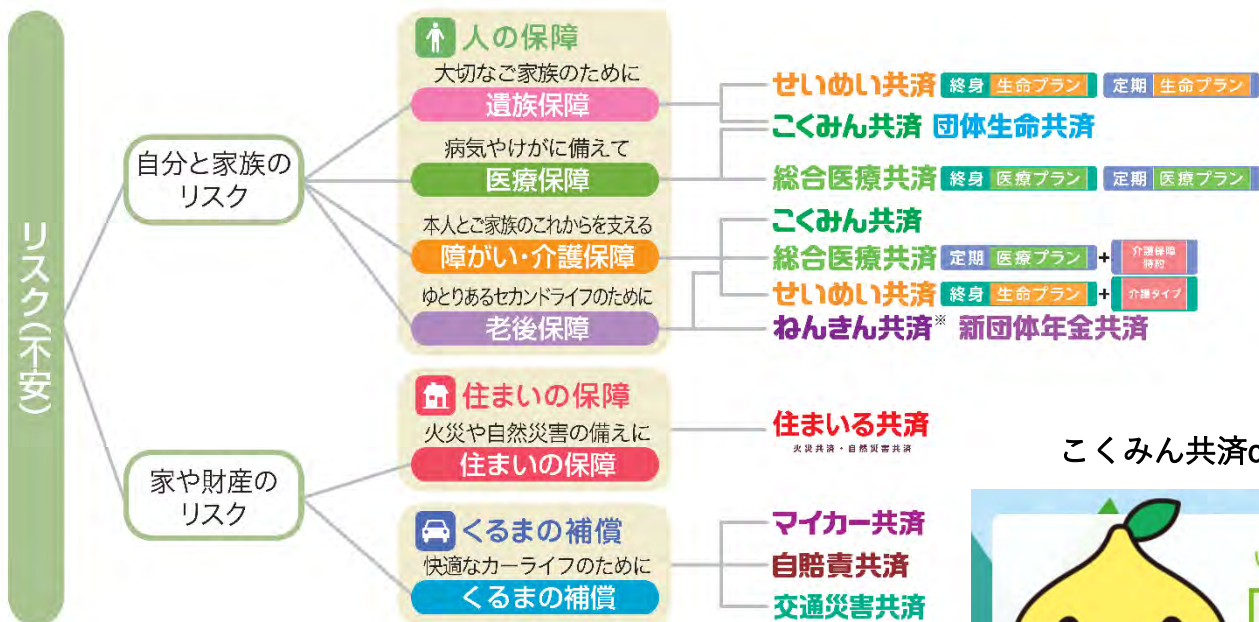 リスク(不安)
自分と家族の
リスク
人の保障
大切なご家族のために
遺族保障
病気やけがに備えて
医療保障
本人とご家族のこれからを支える
障がい・介護保障
ゆとりあるセカンドライフのために
老後保障
せいめい共済 終身 生命プラン 定期 生命プラン
こくみん共済 団体生命共済
総合医療共済 終身 医療プラン 定期 医療プラン
こくみん共済
総合医療共済 定期 医療プラン + 介護保障特約
せいめい共済 終身 生命プラン + 介護タイプ
ねんきん共済※ 新団体年金共済
家や財産の
リスク
住まいの保障
火災や自然災害の備えに
住まいの保障
住まいる共済
火災共済・自然災害共済
くるまの補償
快適なカーライフのために
くるまの補償
マイカー共済
自賠責共済
交通災害共済
こくみん共済c